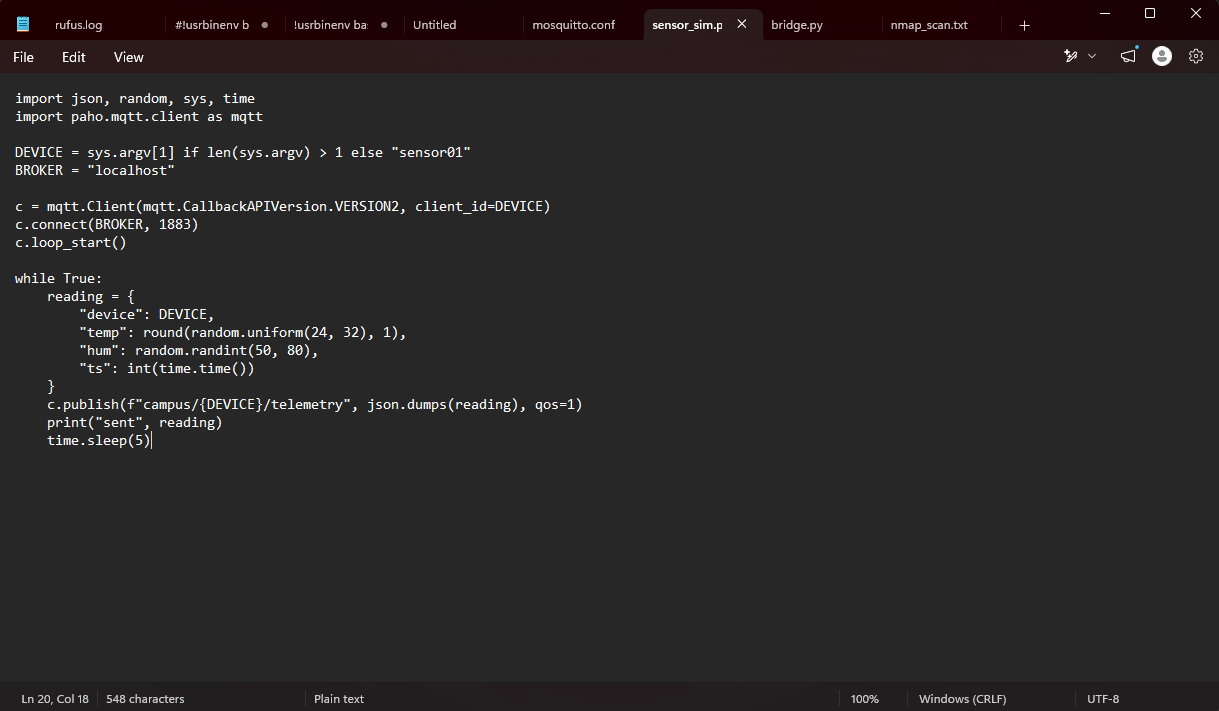 rufus.log #!usrbinenv b !usrbinenv ba Untitled mosquitto.conf sensor_sim.p bridge.py nmap_scan.txt
File Edit View
import json, random, sys, time
import paho.mqtt.client as mqtt

DEVICE = sys.argv[1] if len(sys.argv) > 1 else "sensor01"
BROKER = "localhost"

c = mqtt.Client(mqtt.CallbackAPIVersion.VERSION2, client_id=DEVICE)
c.connect(BROKER, 1883)
c.loop_start()

while True:
    reading = {
        "device": DEVICE,
        "temp": round(random.uniform(24, 32), 1),
        "hum": random.randint(50, 80),
        "ts": int(time.time())
    }
    c.publish(f"campus/{DEVICE}/telemetry", json.dumps(reading), qos=1)
    print("sent", reading)
    time.sleep(5)
Ln 20, Col 18 548 characters Plain text 100% Windows (CRLF) UTF-8